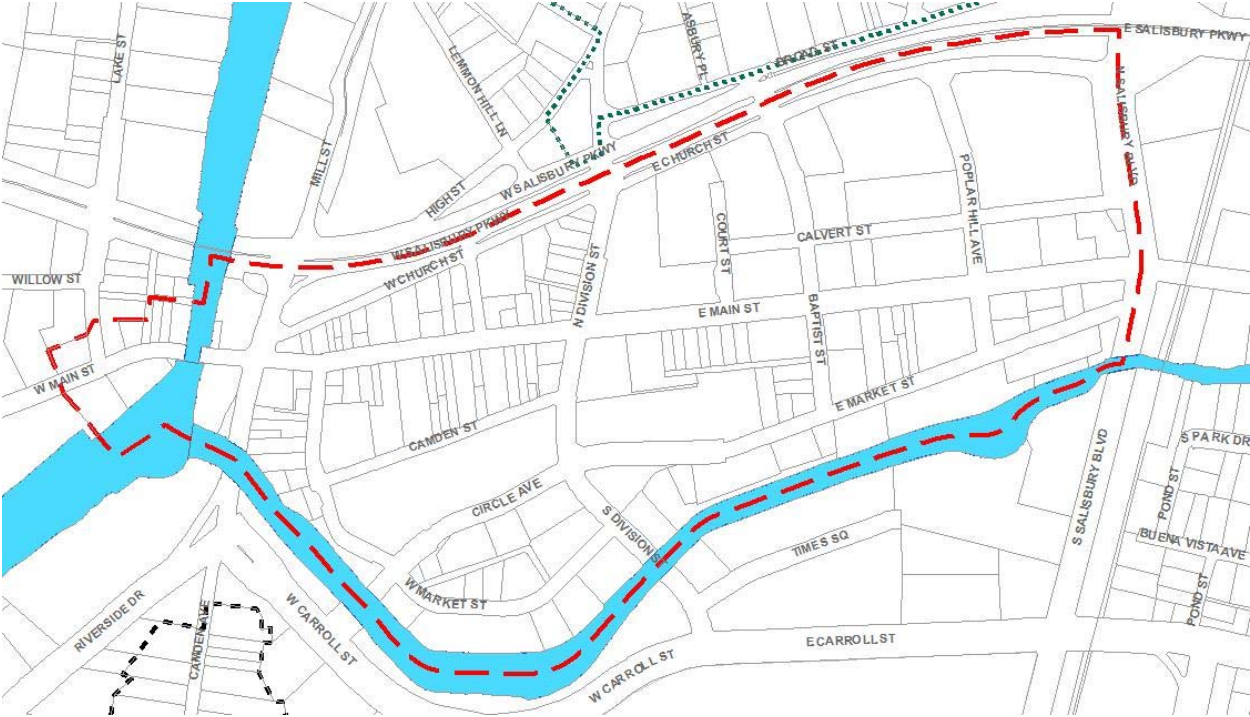 LAKE ST
LEMMON HILL LN
ASBURY PL
BROAD ST
E SALISBURY PKWY
N SALISBURY BLVD
MILL ST
HIGH ST
W SALISBURY PKWY
E CHURCH ST
POPLAR HILL AVE
W SALISBURY PKWY
W CHURCH ST
COURT ST
CALVERT ST
WILLOW ST
N DIVISION ST
E MAIN ST
BAPTIST ST
W MAIN ST
E MARKET ST
CAMDEN ST
S PARK DR
CIRCLE AVE
S SALISBURY BLVD
POND ST
S DIVISION S
TIMES SQ
BUENA VISTA AVE
W MARKET ST
POND ST
RIVERSIDE DR
CAMDEN AVE
W CARROLL ST
E CARROLL ST
W CARROLL ST